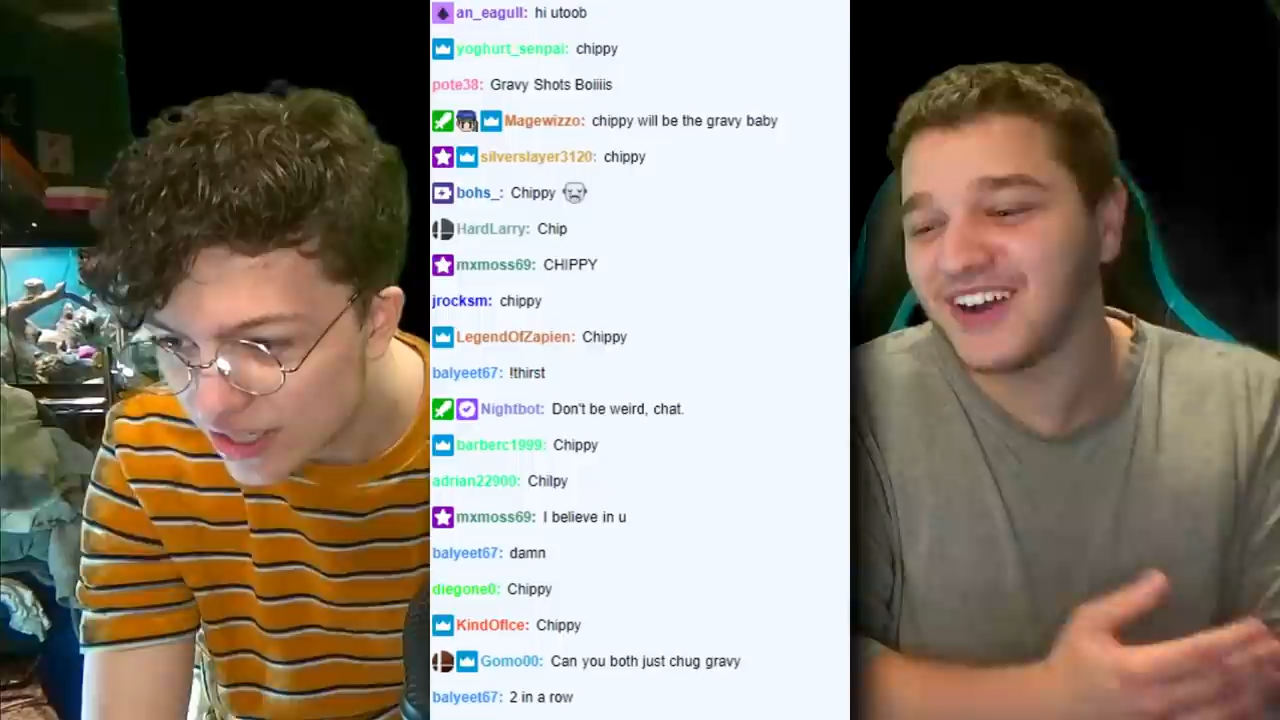 an_eagull: hi utoob
yoghurt_senpai: chippy
pote38: Gravy Shots Boiiiis
Magewizzo: chippy will be the gravy baby
silverslayer3120: chippy
bohs_: Chippy
HardLarry: Chip
mxmoss69: CHIPPY
jrocksm: chippy
LegendOfZapien: Chippy
balyeet67: !thirst
Nightbot: Don't be weird, chat.
barberc1999: Chippy
adrian22900: Chilpy
mxmoss69: I believe in u
balyeet67: damn
diegone0: Chippy
KindOfIce: Chippy
Gomo00: Can you both just chug gravy
balyeet67: 2 in a row